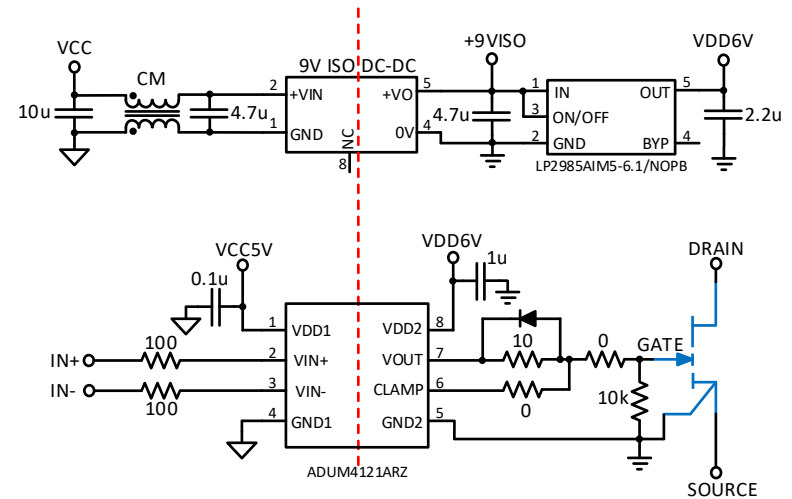 VCC
CM
10u
4.7u
9V ISO DC-DC
2
+VIN
1
GND
NC
8
5
+VO
4
0V
+9VISO
4.7u
1
IN
3
ON/OFF
2
GND
OUT
5
BYP
4
LP2985AIM5-6.1/NOPB
VDD6V
2.2u
VCC5V
0.1u
VDD6V
1u
IN+
100
IN-
100
1
VDD1
2
VIN+
3
VIN-
4
GND1
VDD2
8
VOUT
7
CLAMP
6
GND2
5
ADUM4121ARZ
10
0
0
10k
GATE
DRAIN
SOURCE